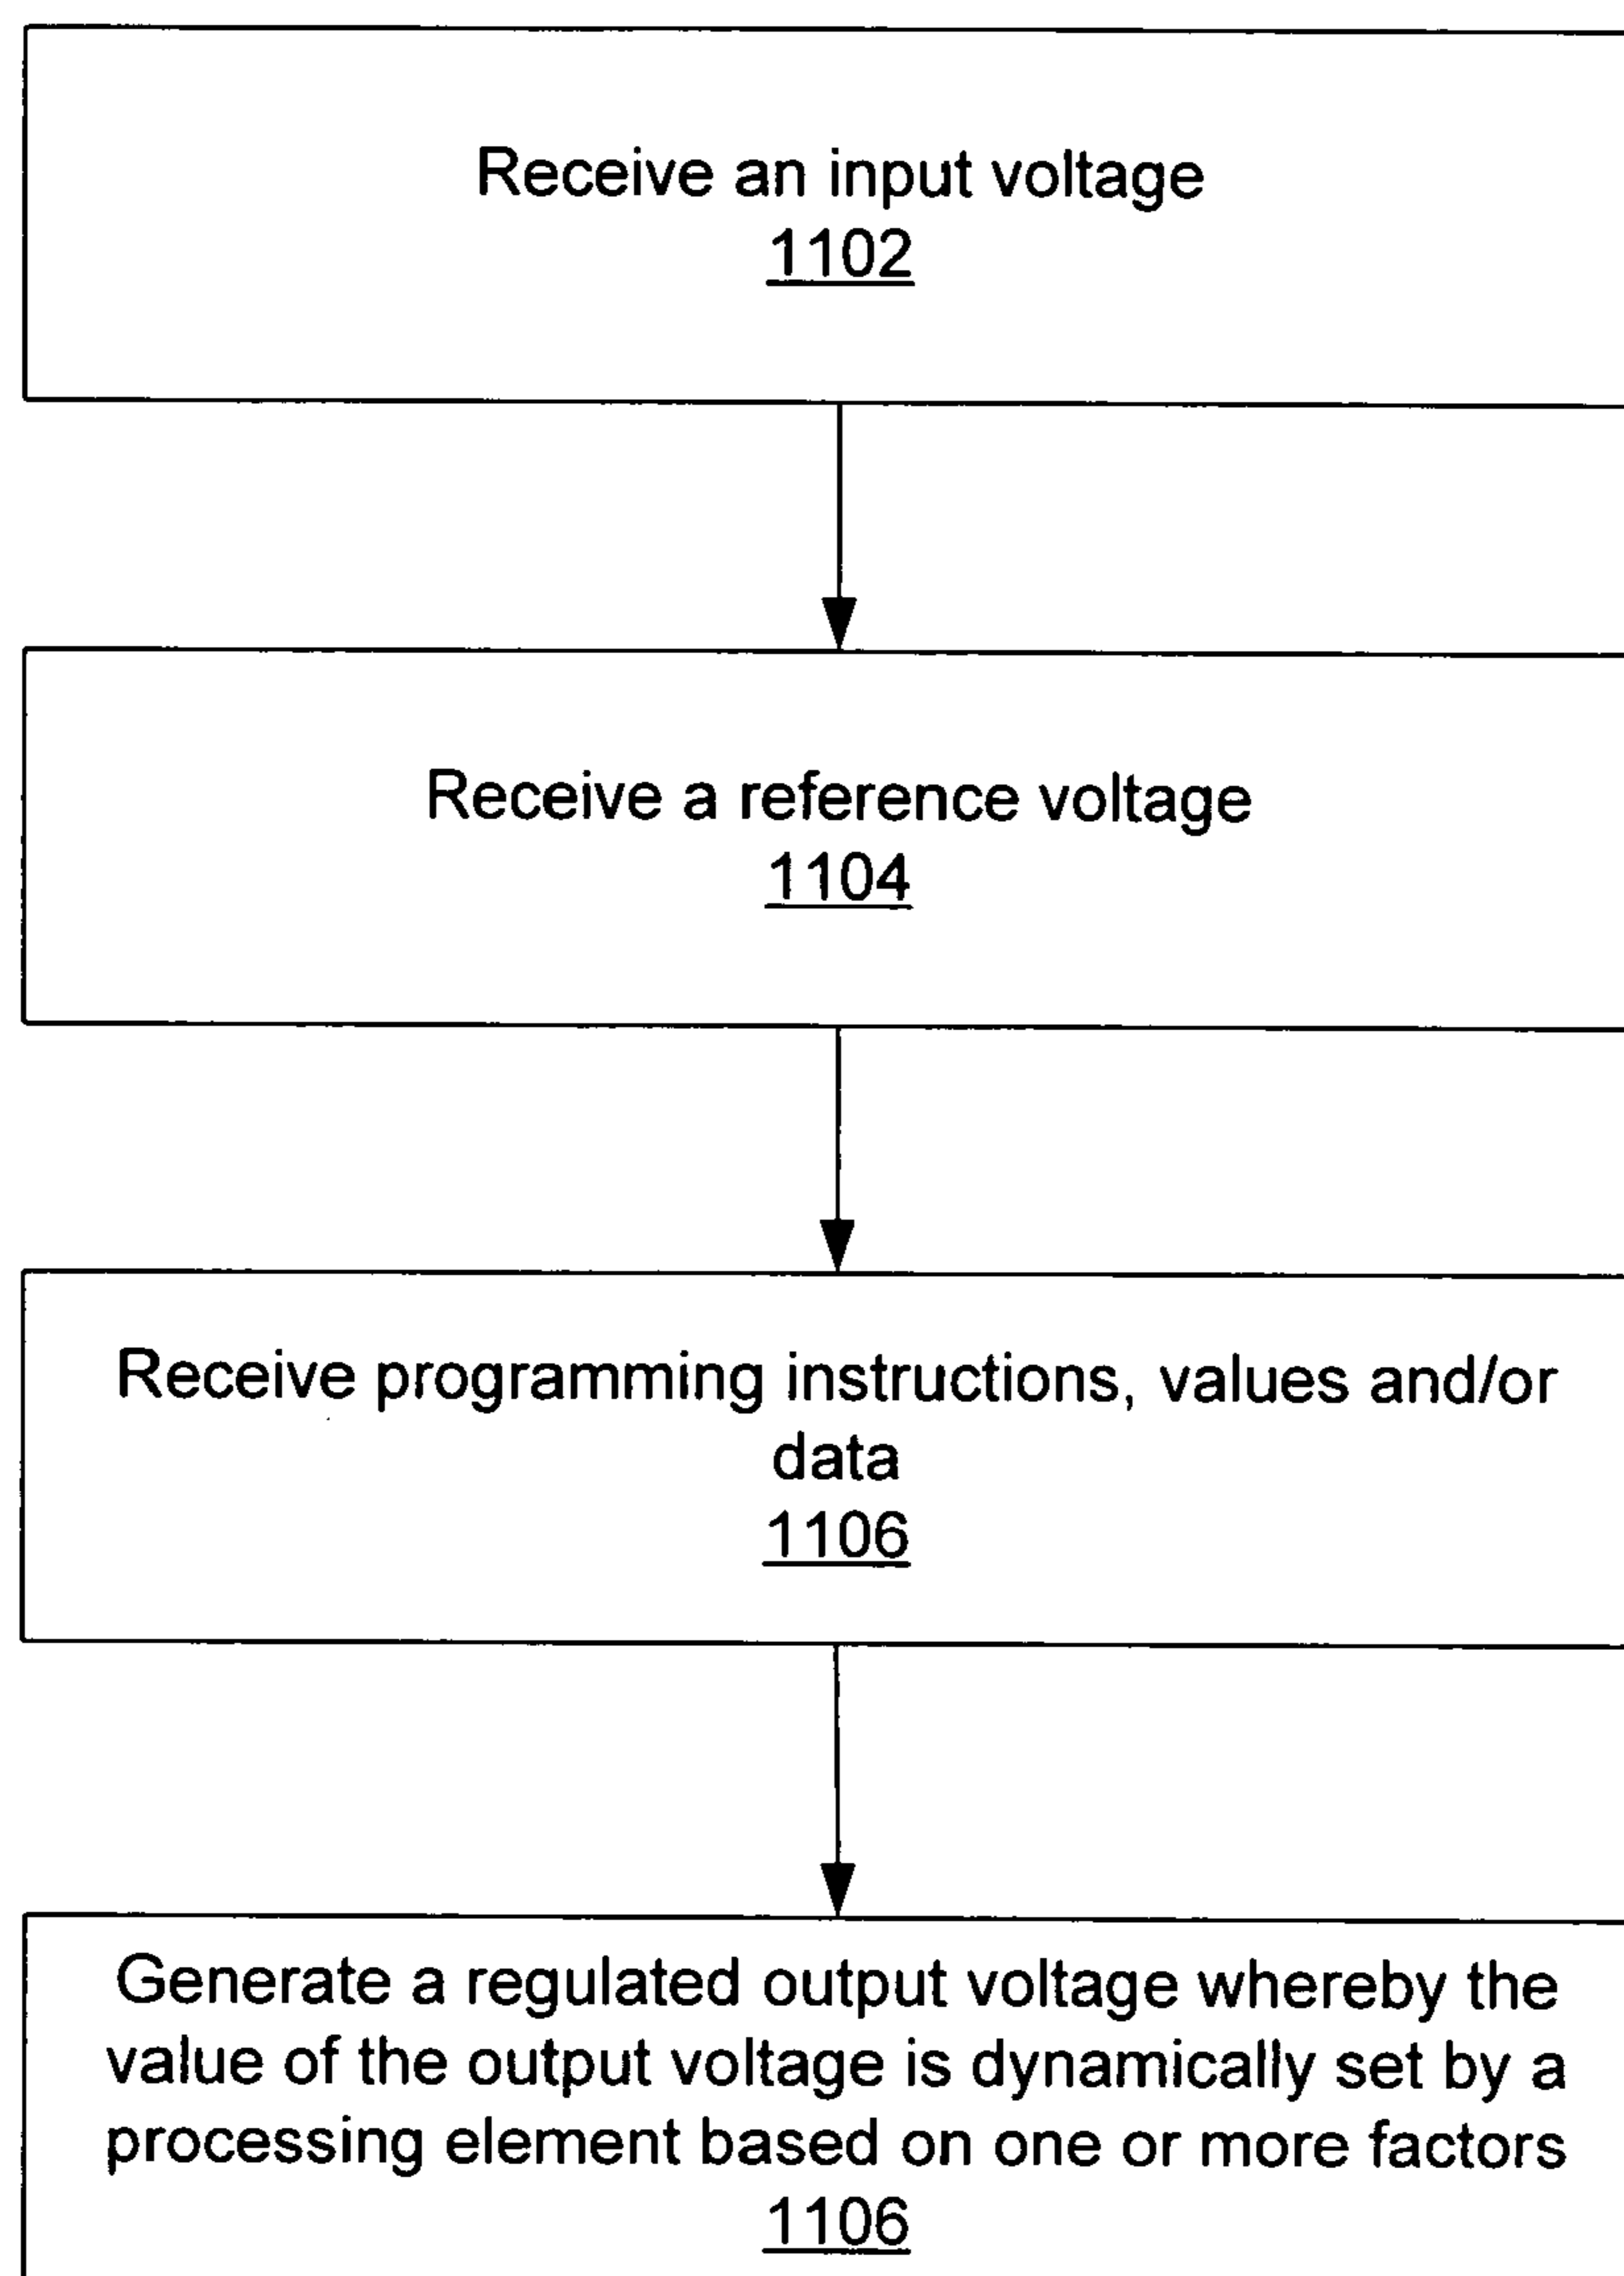 Receive an input voltage
1102
Receive a reference voltage
1104
Receive programming instructions, values and/or
data
1106
Generate a regulated output voltage whereby the
value of the output voltage is dynamically set by a
processing element based on one or more factors
1106